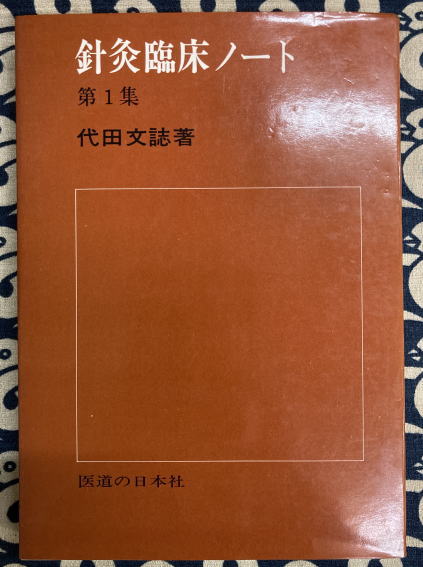 針灸臨床ノート
第1集
代田文誌著
医道の日本社